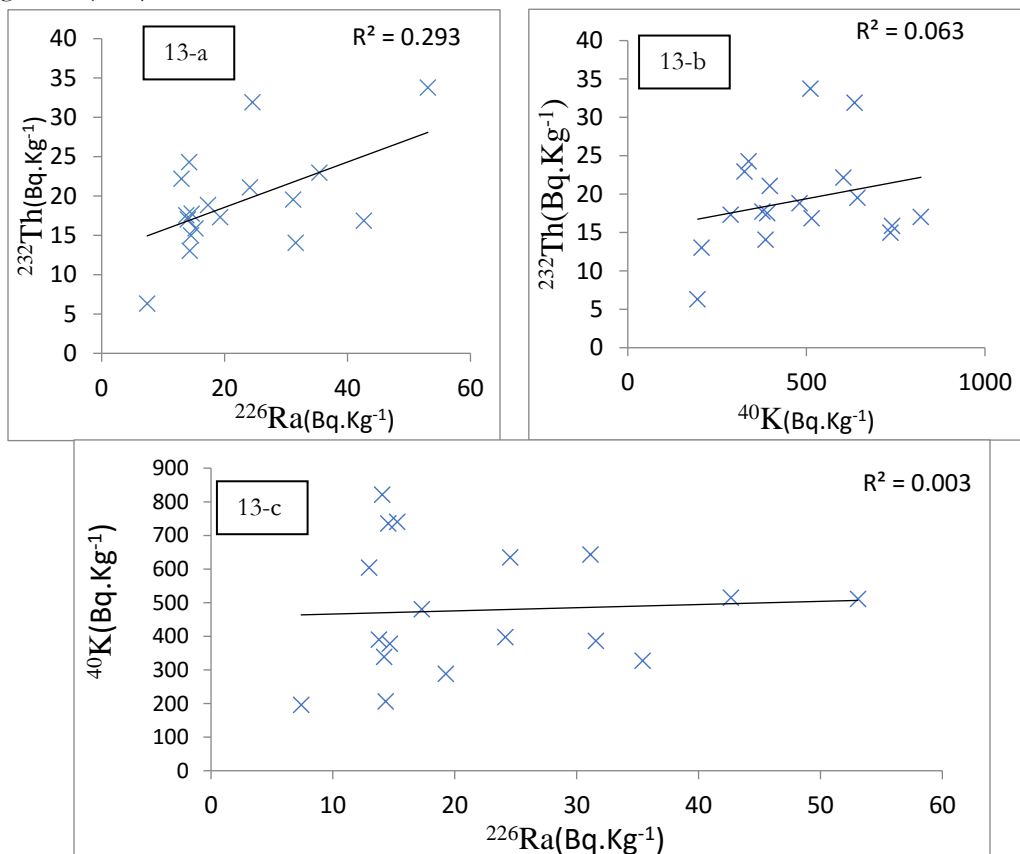 R² = 0.293
13-a
40
35
30
25
20
15
10
5
0
²³²Th(Bq.Kg⁻¹)
0 20 40 60
²²⁶Ra(Bq.Kg⁻¹)
R² = 0.063
13-b
40
35
30
25
20
15
10
5
0
²³²Th(Bq.Kg⁻¹)
0 500 1000
⁴⁰K(Bq.Kg⁻¹)
R² = 0.003
13-c
900
800
700
600
500
400
300
200
100
0
⁴⁰K(Bq.Kg⁻¹)
0 10 20 30 40 50 60
²²⁶Ra(Bq.Kg⁻¹)